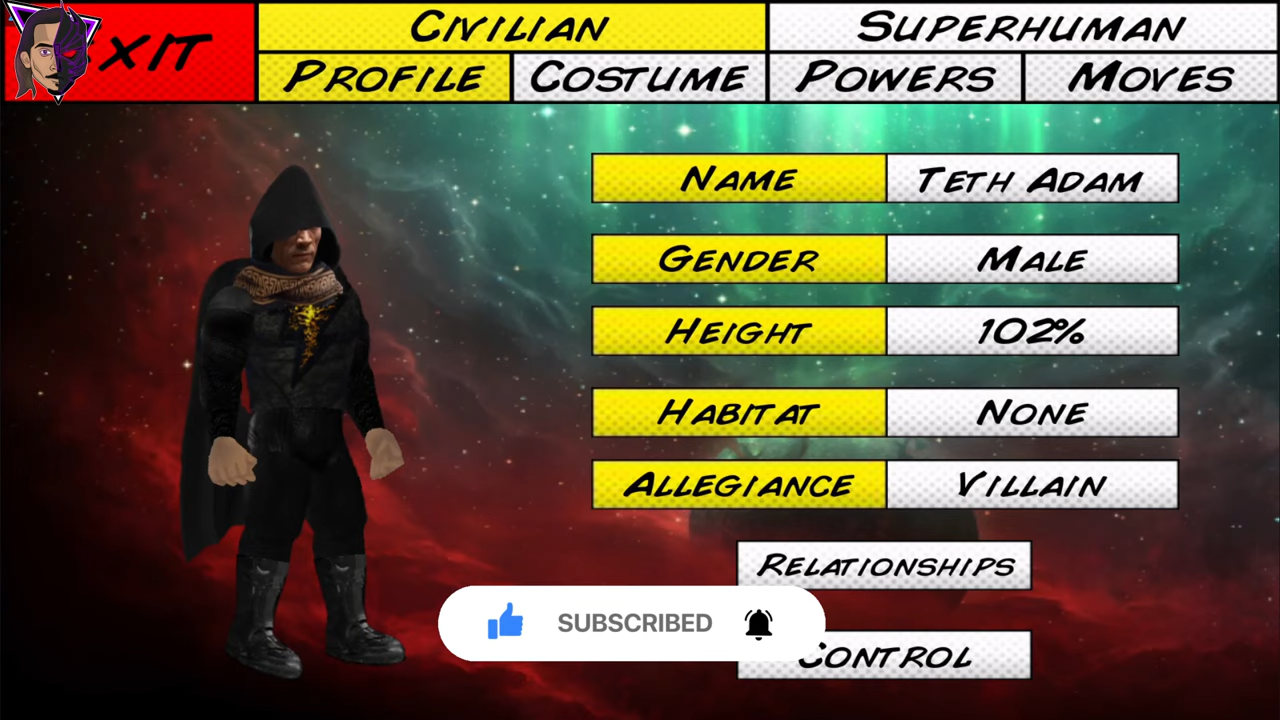 EXIT
CIVILIAN
SUPERHUMAN
PROFILE
COSTUME
POWERS
MOVES
NAME
TETH ADAM
GENDER
MALE
HEIGHT
102%
HABITAT
NONE
ALLEGIANCE
VILLAIN
RELATIONSHIPS
SUBSCRIBED
CONTROL